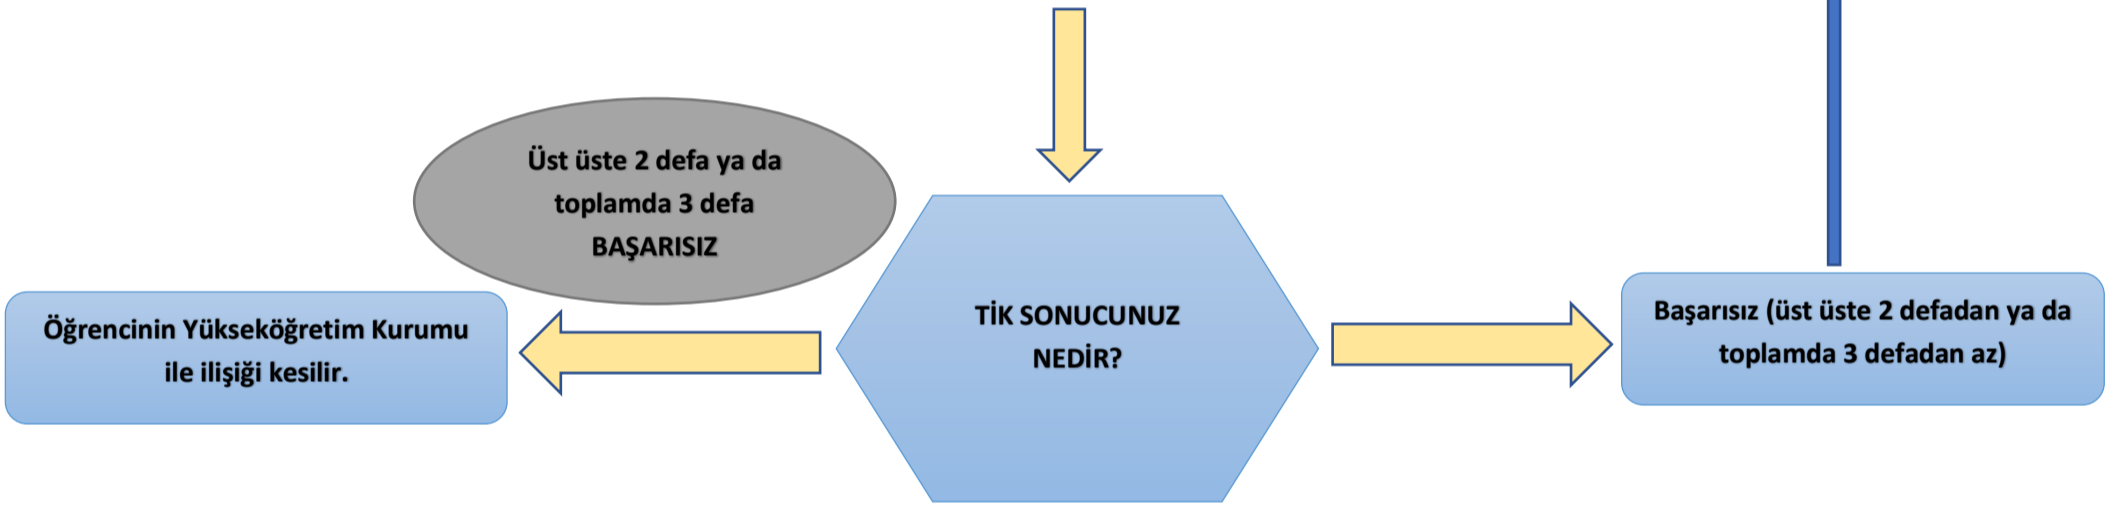 Üst üste 2 defa ya da
toplamda 3 defa
BAŞARISIZ
Öğrencinin Yükseköğretim Kurumu
ile ilişiği kesilir.
TİK SONUCUNUZ
NEDİR?
Başarısız (üst üste 2 defadan ya da
toplamda 3 defadan az)